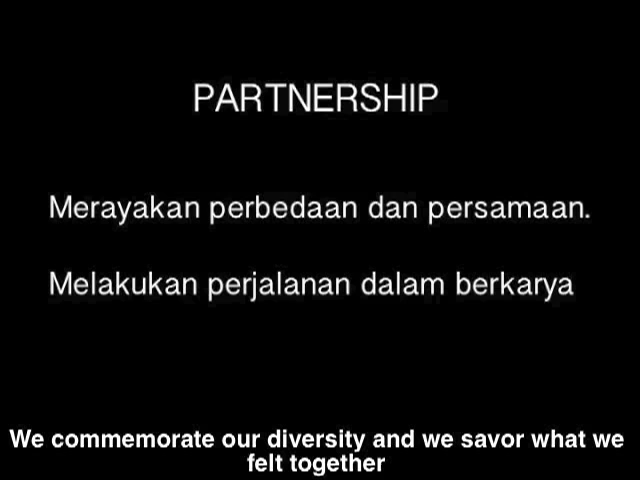 PARTNERSHIP
Merayakan perbedaan dan persamaan.
Melakukan perjalanan dalam berkarya
We commemorate our diversity and we savor what we
felt together